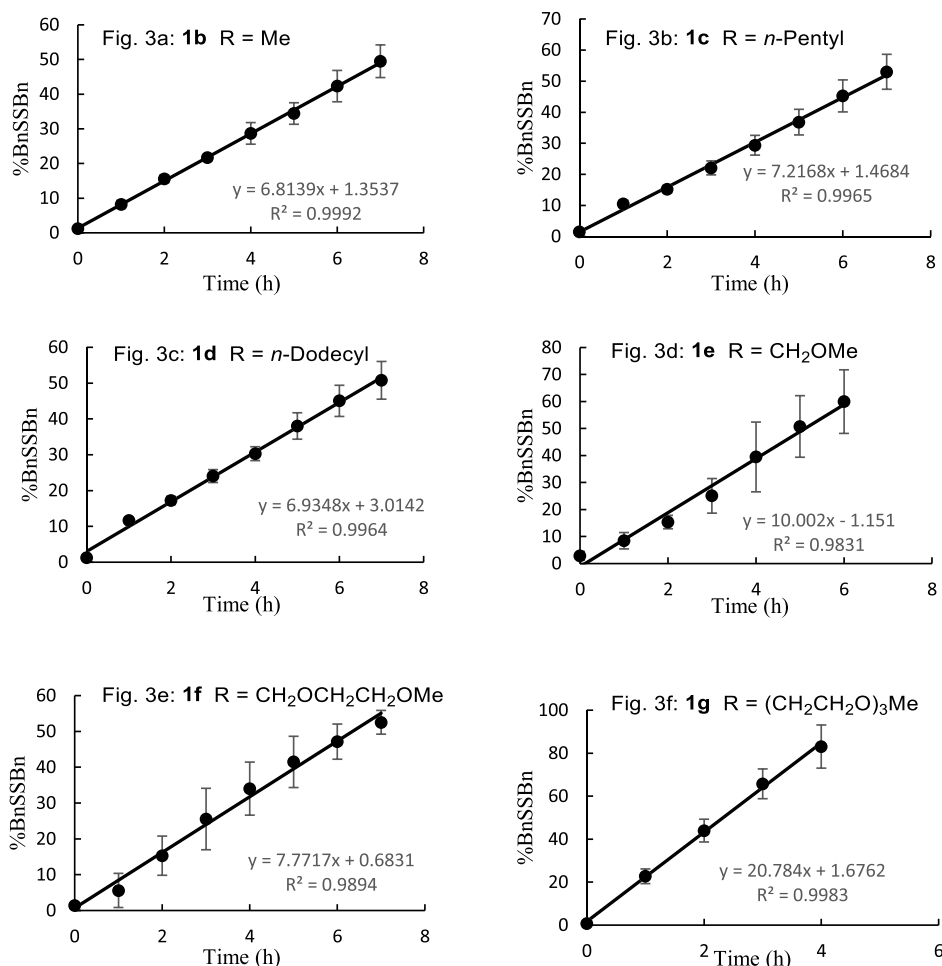 Fig. 3a: 1b R = Me
%BnSSBn
60
50
40
30
20
10
0
y = 6.8139x + 1.3537
R² = 0.9992
0 2 4 6 8
Time (h)
Fig. 3b: 1c R = n-Pentyl
%BnSSBn
70
60
50
40
30
20
10
0
y = 7.2168x + 1.4684
R² = 0.9965
0 2 4 6 8
Time (h)
Fig. 3c: 1d R = n-Dodecyl
%BnSSBn
60
50
40
30
20
10
0
y = 6.9348x + 3.0142
R² = 0.9964
0 2 4 6 8
Time (h)
Fig. 3d: 1e R = CH₂OMe
%BnSSBn
80
70
60
50
40
30
20
10
0
y = 10.002x - 1.151
R² = 0.9831
0 2 4 6 8
Time (h)
Fig. 3e: 1f R = CH₂OCH₂CH₂OMe
%BnSSBn
60
50
40
30
20
10
0
y = 7.7717x + 0.6831
R² = 0.9894
0 2 4 6 8
Time (h)
Fig. 3f: 1g R = (CH₂CH₂O)₃Me
%BnSSBn
100
80
60
40
20
0
y = 20.784x + 1.6762
R² = 0.9983
0 2 4 6
Time (h)